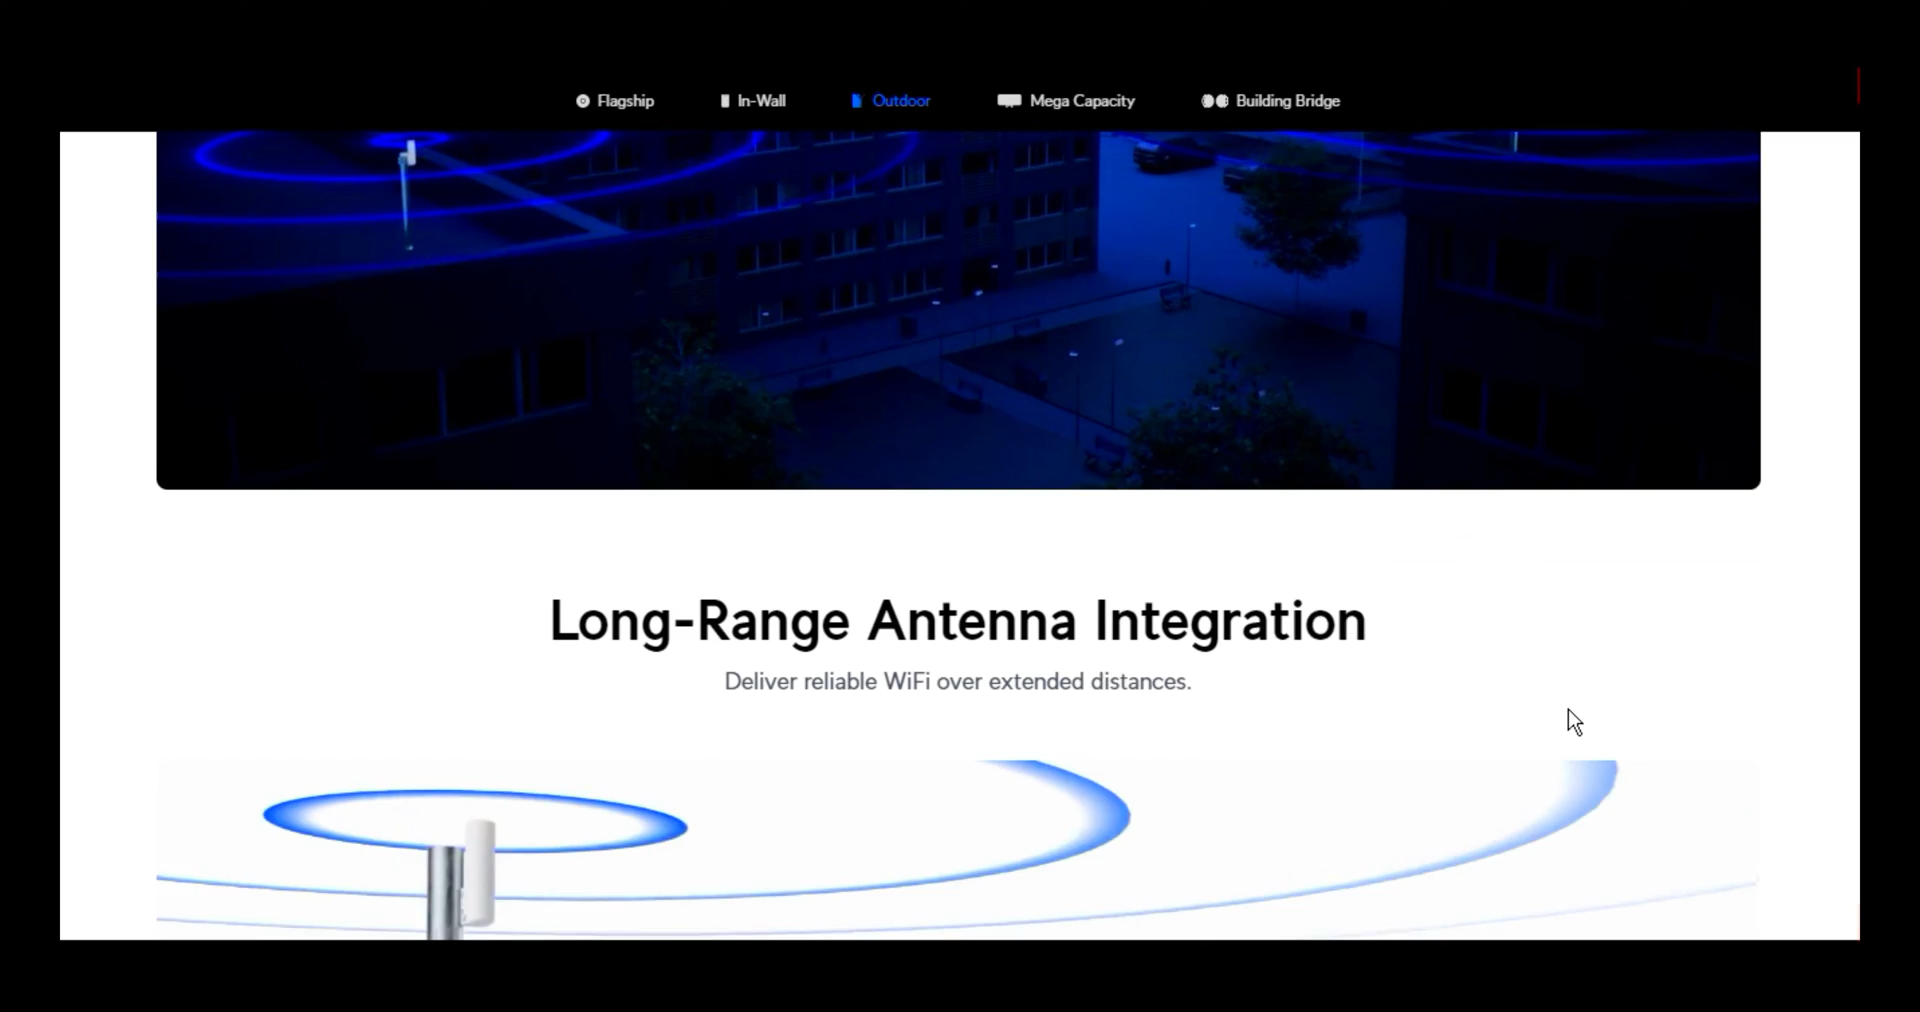 Flagship In-Wall Outdoor Mega Capacity Building Bridge
Long-Range Antenna Integration
Deliver reliable WiFi over extended distances.